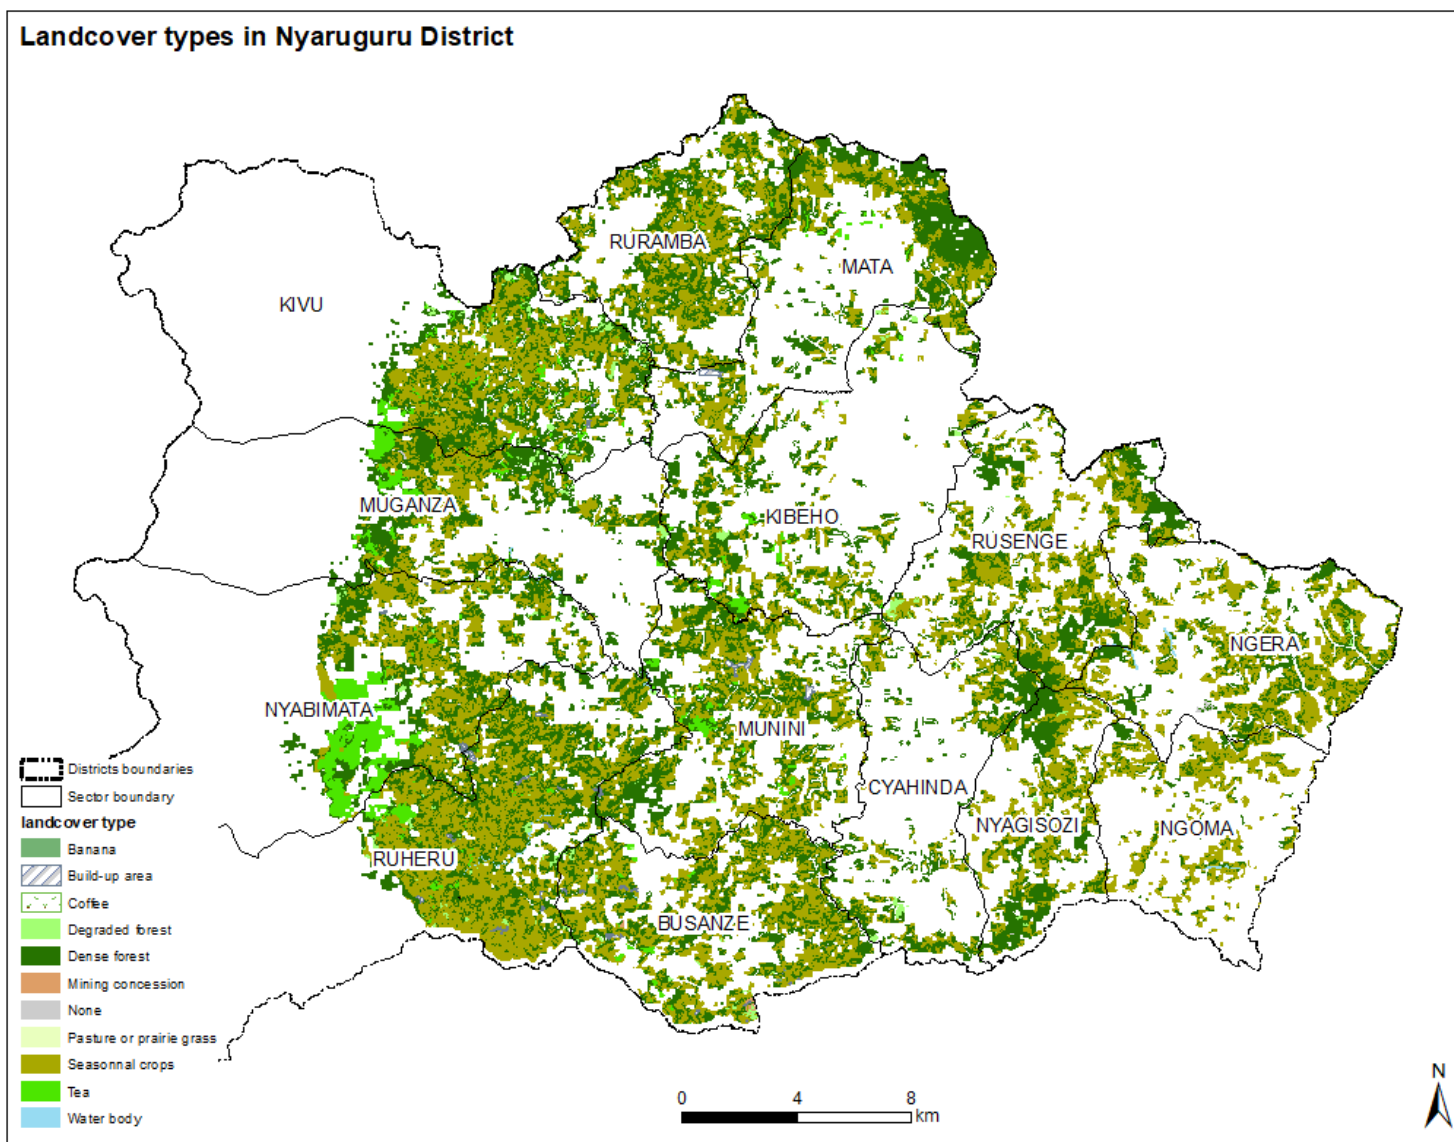 Landcover types in Nyaruguru District
RURAMBA
MATA
KIVU
MUGANZA
KIBEHO
RUSENGE
NGERA
NYABIMATA
MUNINI
CYAHINDA
NYAGISOZI
NGOMA
RUHERU
BUSANZE
Districts boundaries
Sector boundary
landcover type
Banana
Build-up area
Coffee
Degraded forest
Dense forest
Mining concession
None
Pasture or prairie grass
Seasonnal crops
Tea
Water body
0 4 8
km
N